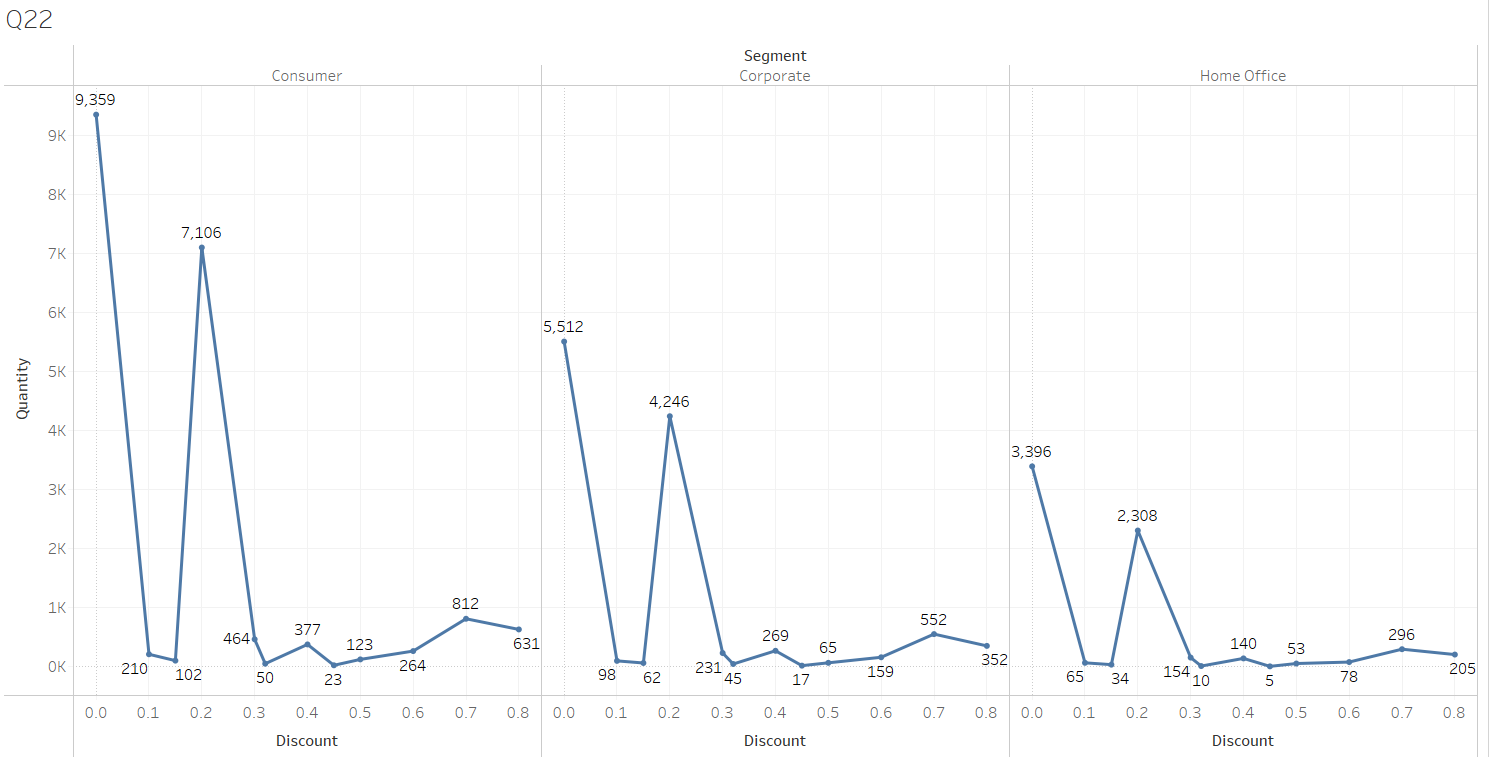 Q22
Segment
Consumer Corporate Home Office
9,359
9K
8K
7,106
7K
6K
5,512
5K
4,246
4K
3,396
3K
2,308
2K
1K
812
552
464 377 123
231 269 65
154 140 53 296
0K
210 102 50 23 264 631
98 62 45 17 159 352
65 34 10 5 78 205
Quantity
0.0 0.1 0.2 0.3 0.4 0.5 0.6 0.7 0.8 0.0 0.1 0.2 0.3 0.4 0.5 0.6 0.7 0.8 0.0 0.1 0.2 0.3 0.4 0.5 0.6 0.7 0.8
Discount Discount Discount